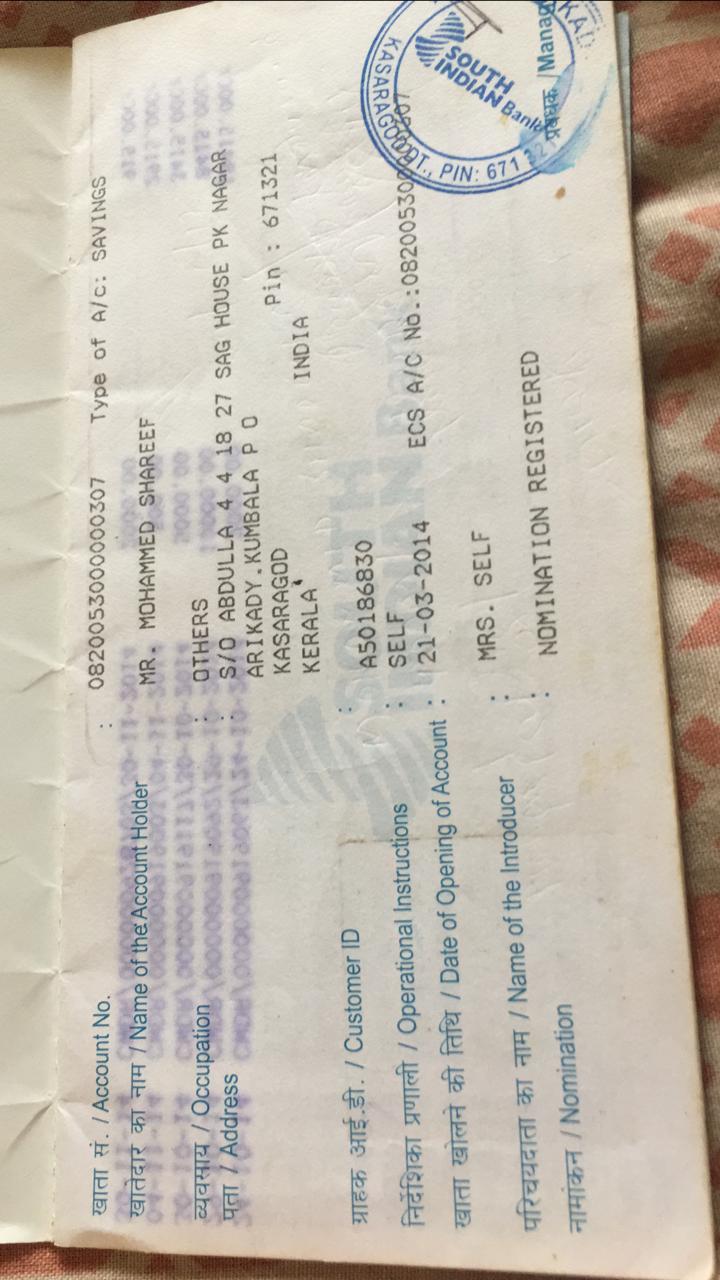 खाता सं. / Account No. : 0820053000000307 Type of A/c: SAVINGS
खातेदार का नाम / Name of the Account Holder MR. MOHAMMED SHAREEF
व्यवसाय / Occupation : OTHERS
पता / Address : S/O ABDULLA 4 4 18 27 SAG HOUSE PK NAGAR
ARIKADY.KUMBALA P O
KASARAGOD Pin : 671321
KERALA INDIA
ग्राहक आई.डी. / Customer ID : A50186830
निर्देशिका प्रणाली / Operational Instructions : SELF
खाता खोलने की तिथि / Date of Opening of Account : 21-03-2014 ECS A/C No.:0820053000000307
परिचयदाता का नाम / Name of the Introducer : MRS. SELF
नामांकन / Nomination : NOMINATION REGISTERED
SOUTH
INDIAN Bank
KASARAGOD DT., PIN: 671
प्रबंधक /Manag